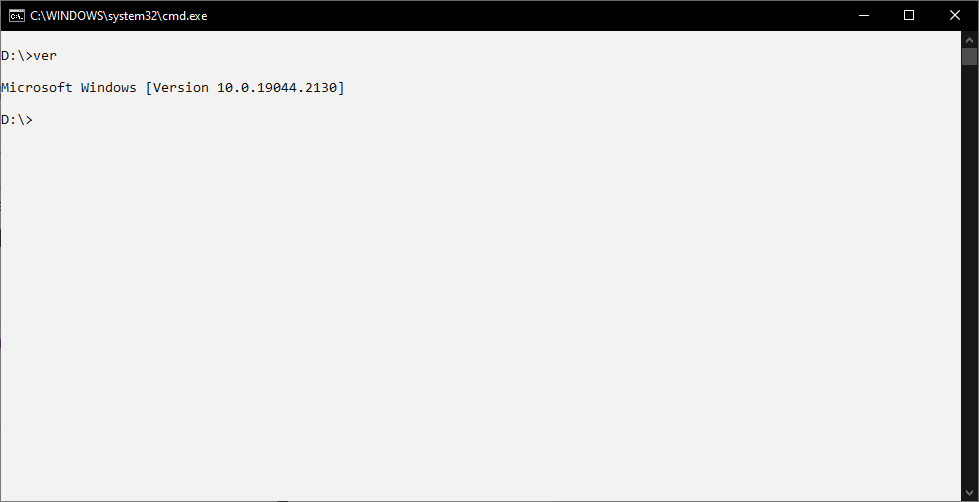 C:\WINDOWS\system32\cmd.exe
D:\>ver
Microsoft Windows [Version 10.0.19044.2130]
D:\>